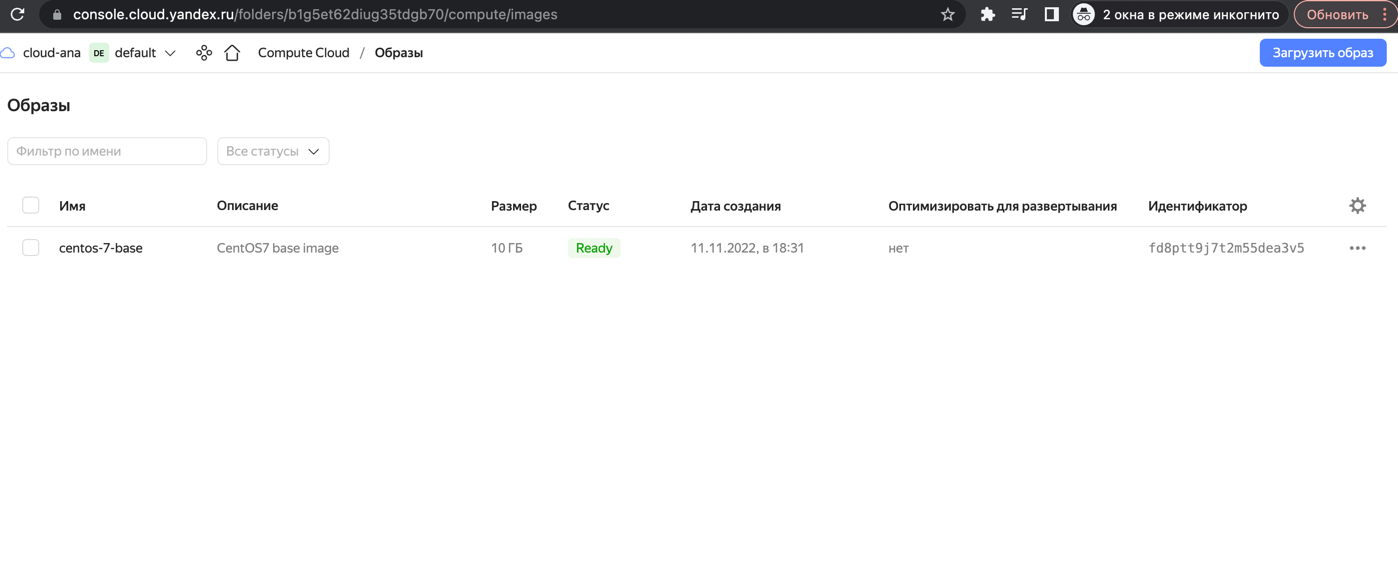 console.cloud.yandex.ru/folders/b1g5et62diug35tdgb70/compute/images 2 окна в режиме инкогнито Обновить
cloud-ana DE default Compute Cloud / Образы Загрузить образ
Образы
Фильтр по имени Все статусы
Имя Описание Размер Статус Дата создания Оптимизировать для развертывания Идентификатор
centos-7-base CentOS7 base image 10 ГБ Ready 11.11.2022, в 18:31 нет fd8ptt9j7t2m55dea3v5